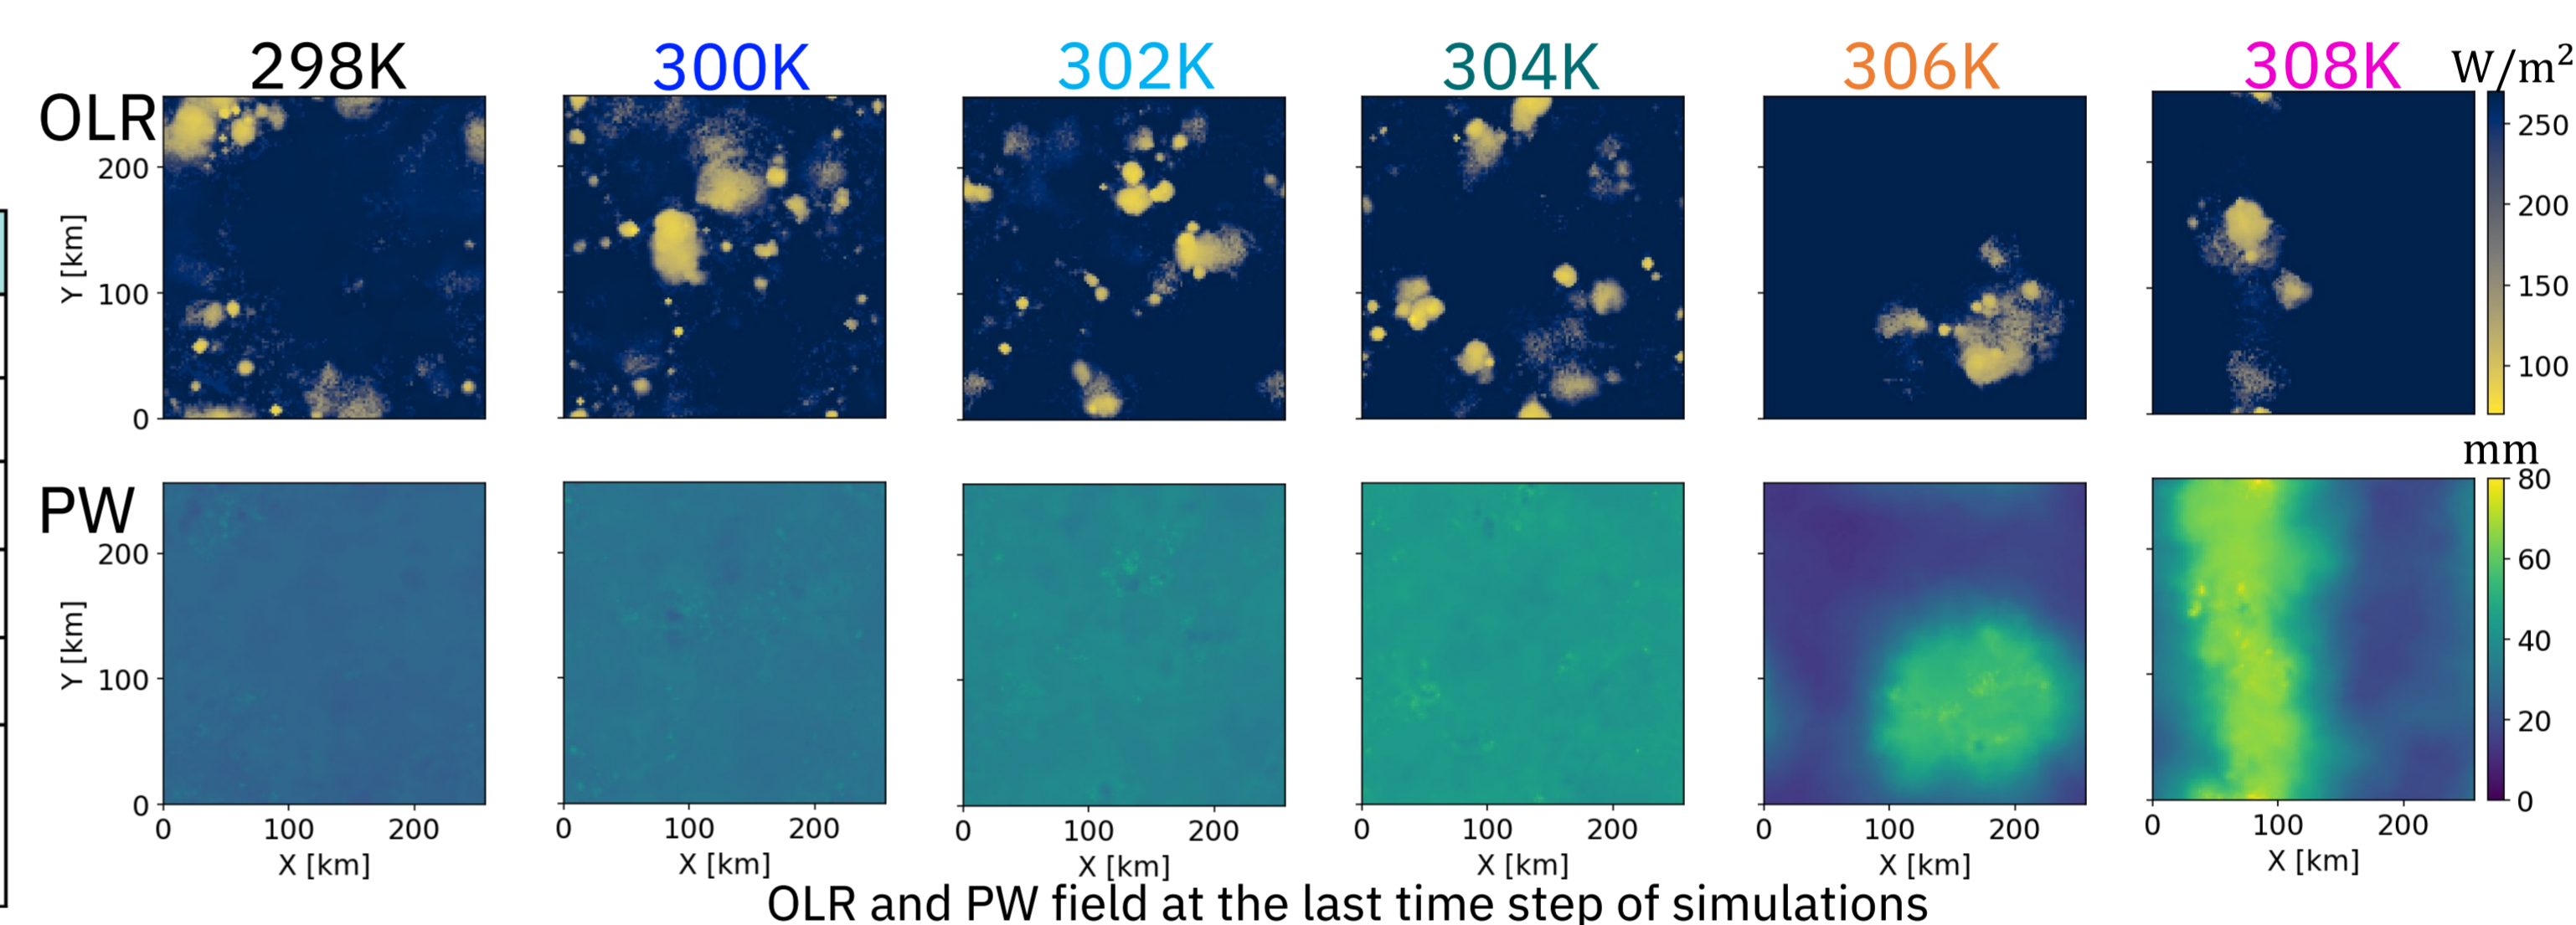 298K 300K 302K 304K 306K 308K W/m²
OLR
Y [km]
200
100
0
250
200
150
100
mm
PW
Y [km]
200
100
0
80
60
40
20
0
0 100 200 0 100 200 0 100 200 0 100 200 0 100 200 0 100 200
X [km] X [km] X [km] X [km] X [km] X [km]
OLR and PW field at the last time step of simulations